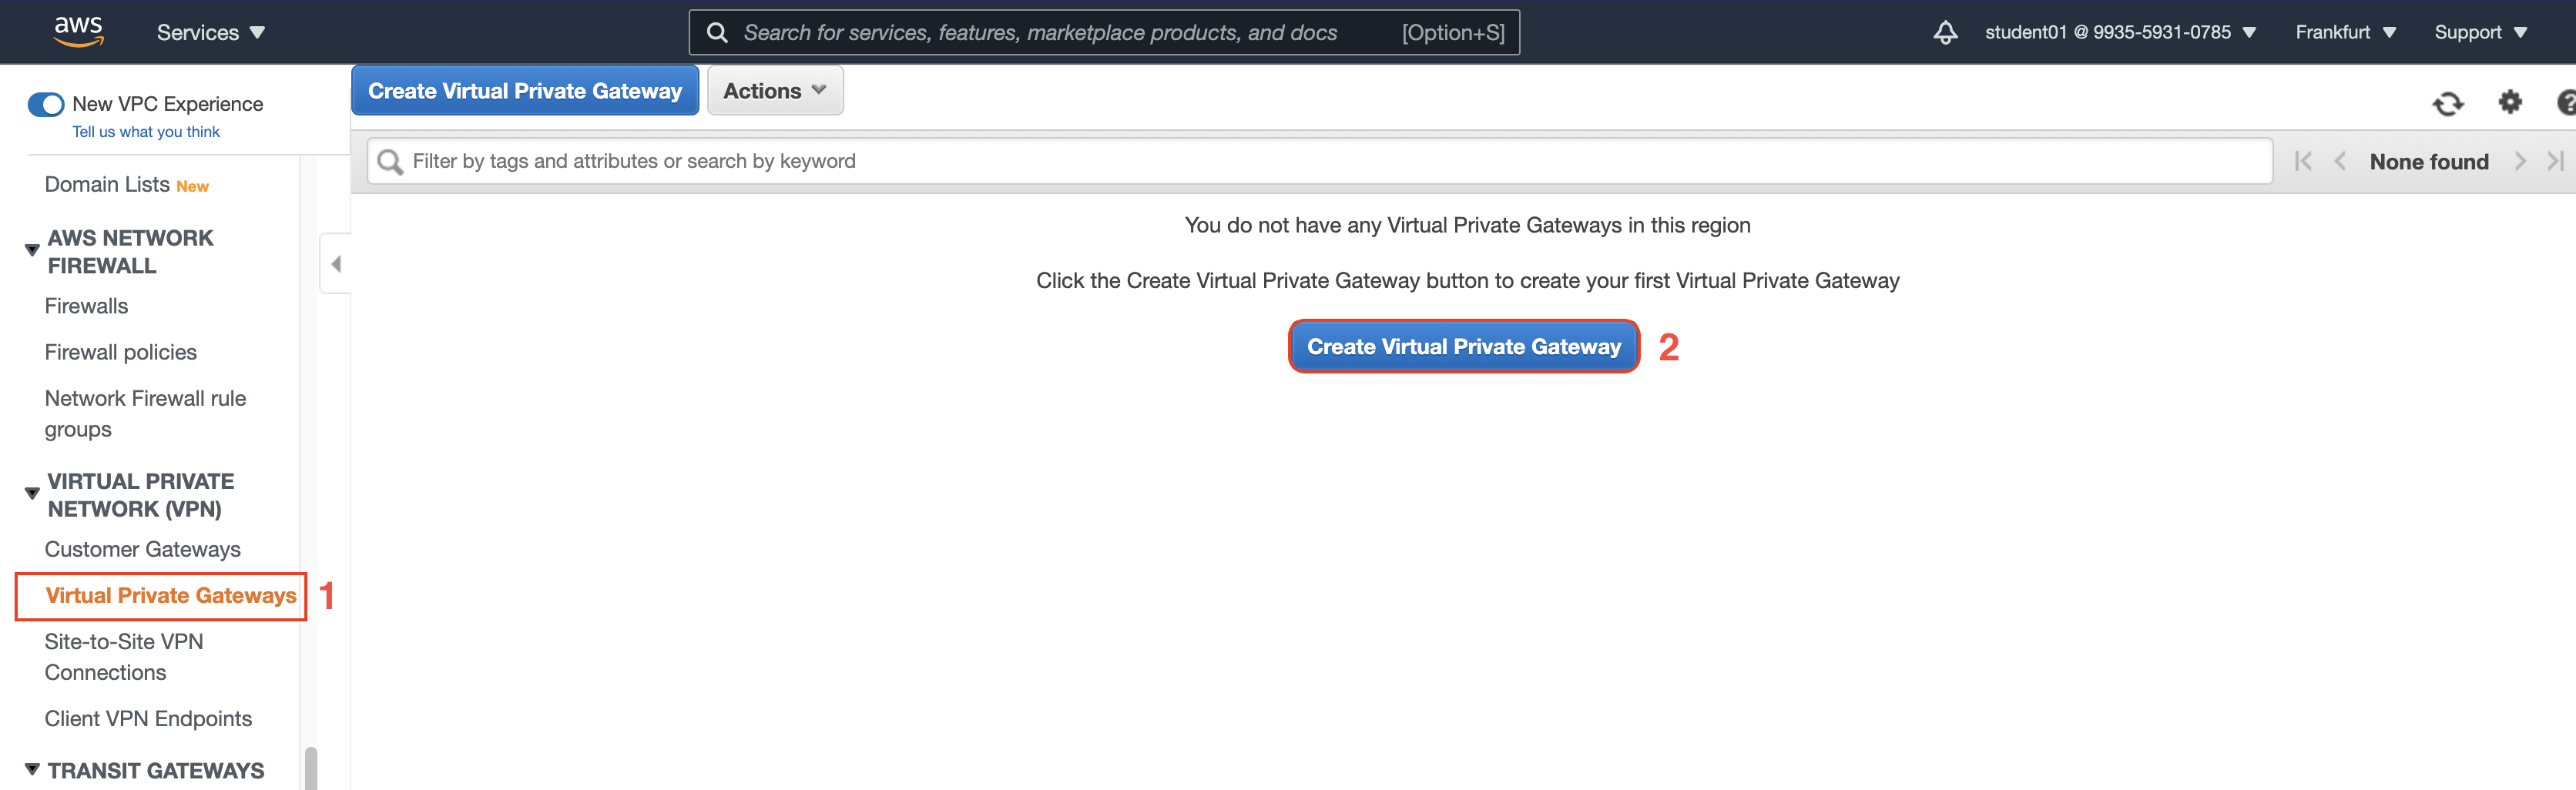 aws
Services
Search for services, features, marketplace products, and docs
[Option+S]
student01 @ 9935-5931-0785
Frankfurt
Support
New VPC Experience
Tell us what you think
Create Virtual Private Gateway
Actions
?
Filter by tags and attributes or search by keyword
None found
Domain Lists New
AWS NETWORK
FIREWALL
Firewalls
Firewall policies
Network Firewall rule
groups
VIRTUAL PRIVATE
NETWORK (VPN)
Customer Gateways
Virtual Private Gateways
1
Site-to-Site VPN
Connections
Client VPN Endpoints
TRANSIT GATEWAYS
You do not have any Virtual Private Gateways in this region
Click the Create Virtual Private Gateway button to create your first Virtual Private Gateway
Create Virtual Private Gateway
2